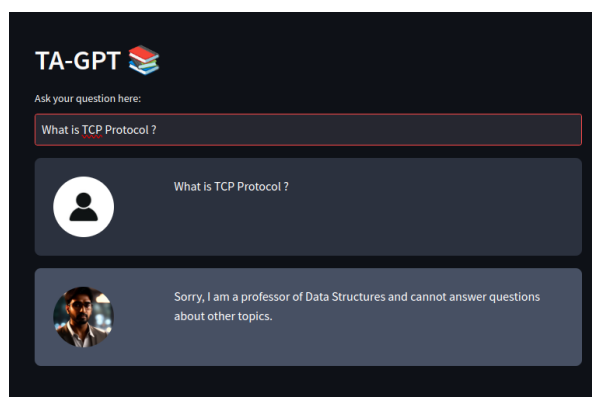 TA-GPT 📚
Ask your question here:
What is TCP Protocol ?
What is TCP Protocol ?
Sorry, I am a professor of Data Structures and cannot answer questions
about other topics.